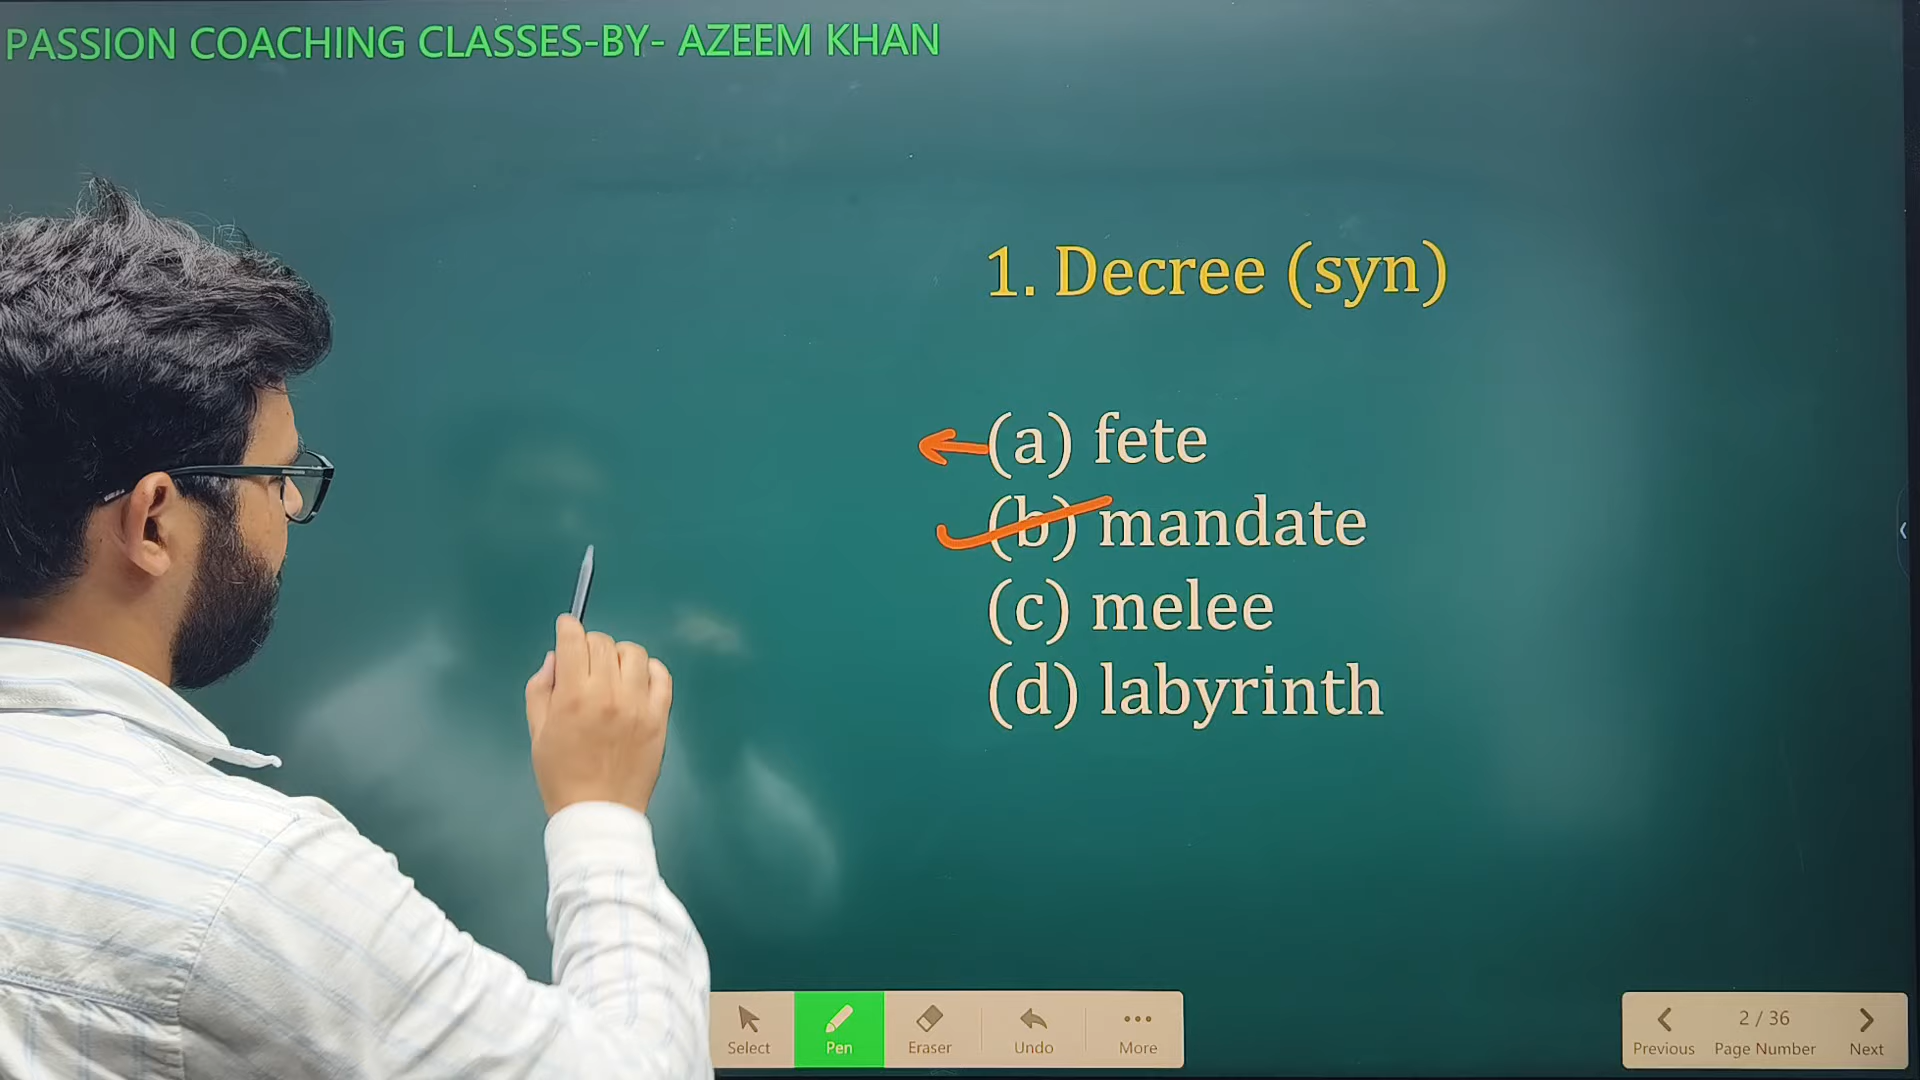 PASSION COACHING CLASSES-BY- AZEEM KHAN
1. Decree (syn)
(a) fete
(b) mandate
(c) melee
(d) labyrinth
Select
Pen
Eraser
Undo
More
Previous
2 / 36
Page Number
Next